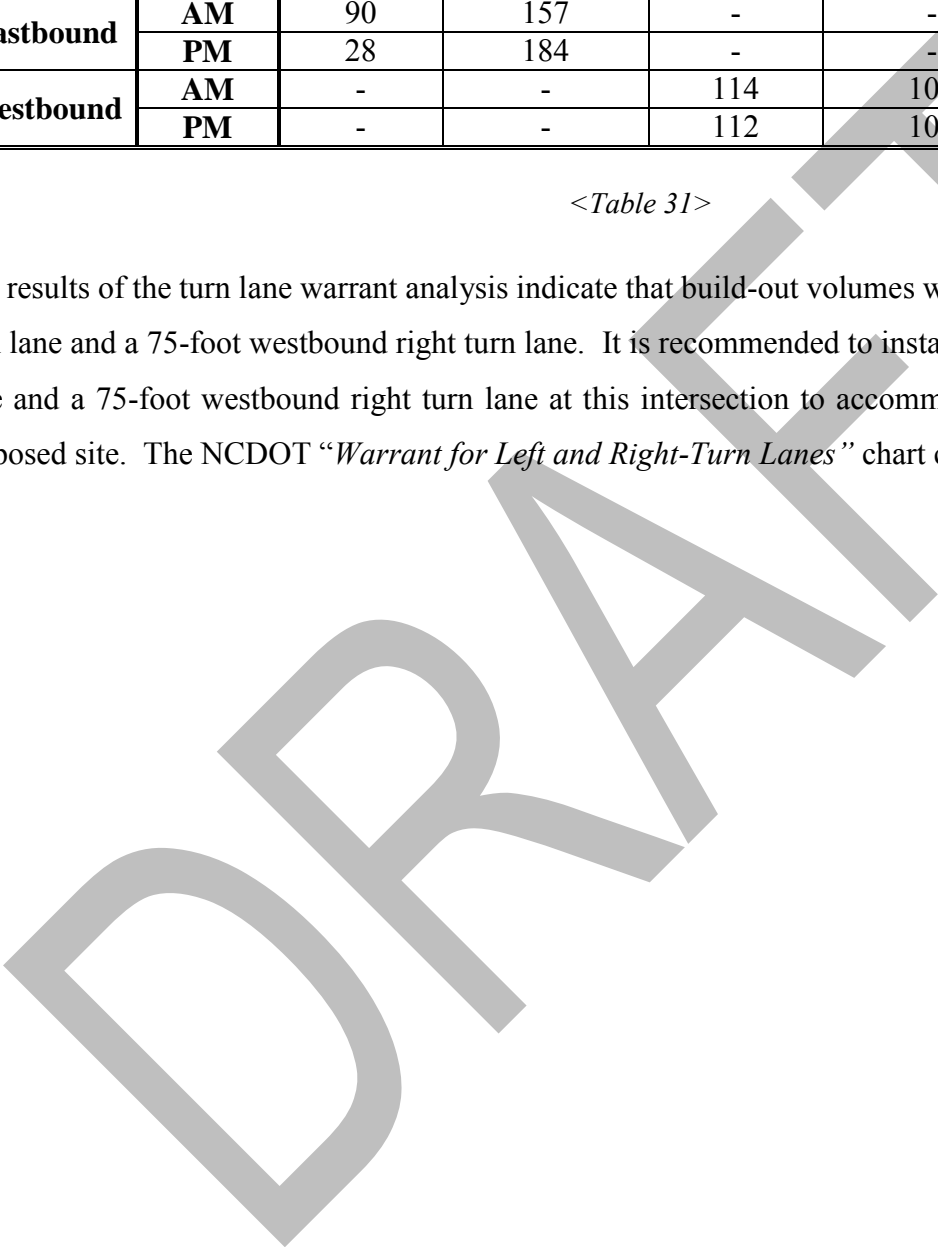 astbound AM 90 157 - -
PM 28 184 - -
estbound AM - - 114 10
PM - - 112 10
<Table 31>
results of the turn lane warrant analysis indicate that build-out volumes w
lane and a 75-foot westbound right turn lane. It is recommended to insta
e and a 75-foot westbound right turn lane at this intersection to accomm
posed site. The NCDOT “Warrant for Left and Right-Turn Lanes” chart
DRAFT